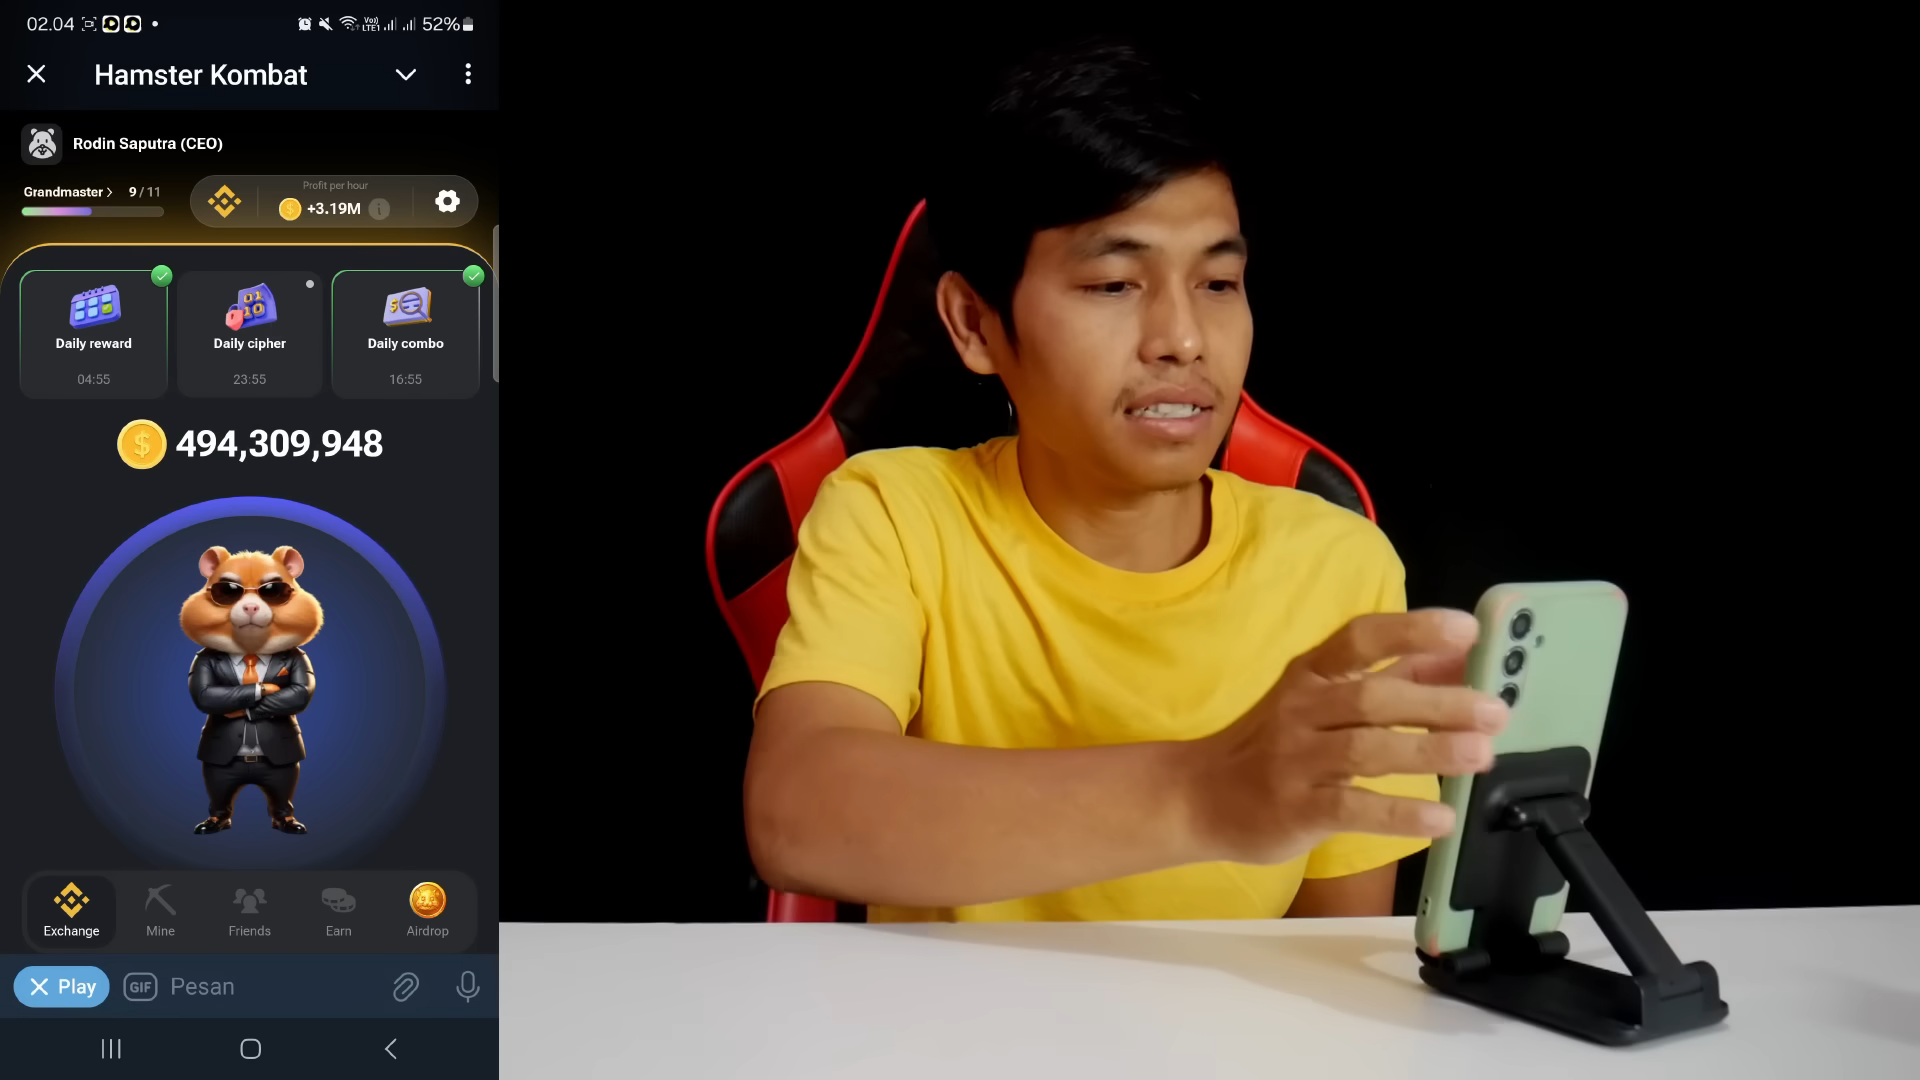 02.04 Vo)) LTE1 52%
Hamster Kombat
Rodin Saputra (CEO)
Grandmaster > 9 / 11
Profit per hour
+3.19M
Daily reward
04:55
Daily cipher
23:55
Daily combo
16:55
494,309,948
Exchange Mine Friends Earn Airdrop
Play GIF Pesan